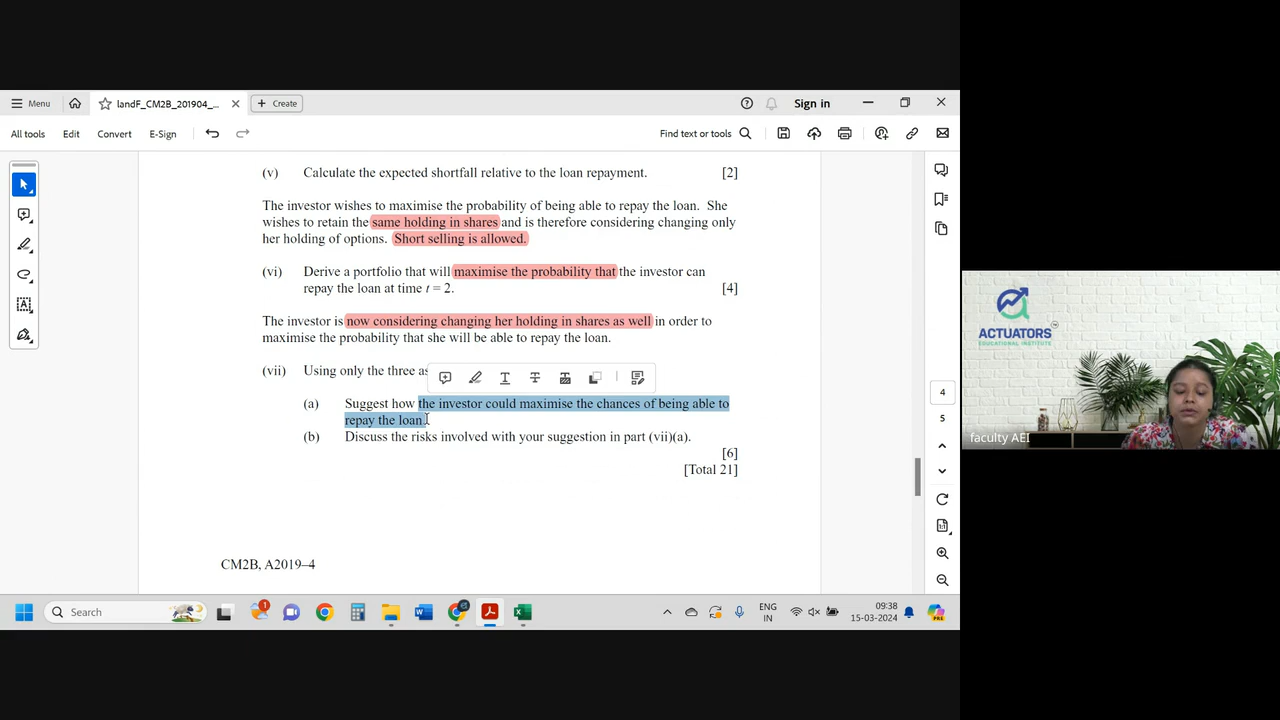 Menu
landF_CM2B_201904_...
Create
Sign in
All tools
Edit
Convert
E-Sign
Find text or tools
(v) Calculate the expected shortfall relative to the loan repayment. [2]
The investor wishes to maximise the probability of being able to repay the loan. She
wishes to retain the same holding in shares and is therefore considering changing only
her holding of options. Short selling is allowed.
(vi) Derive a portfolio that will maximise the probability that the investor can
repay the loan at time t = 2. [4]
The investor is now considering changing her holding in shares as well in order to
maximise the probability that she will be able to repay the loan.
(vii) Using only the three as
(a) Suggest how the investor could maximise the chances of being able to
repay the loan.
(b) Discuss the risks involved with your suggestion in part (vii)(a).
[6]
[Total 21]
CM2B, A2019–4
4
5
ACTUATORS
EDUCATIONAL INSTITUTE
faculty AEI
Search
1
ENG
IN
09:38
15-03-2024
PRE